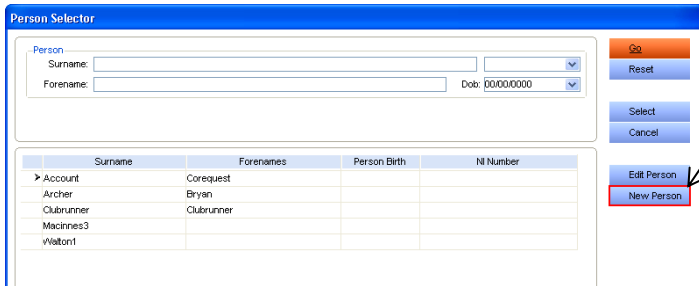 Person Selector
Person
Surname:
Forename:
Dob: 00/00/0000
Go
Reset
Select
Cancel
Edit Person
New Person
Surname Forenames Person Birth NI Number
Account Corequest
Archer Bryan
Clubrunner Clubrunner
Macinnes3
Walton1